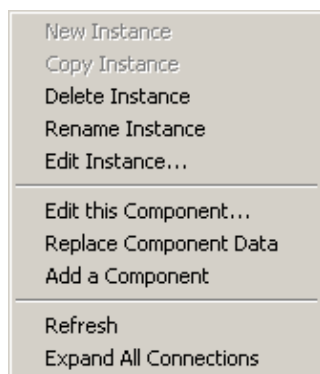 New Instance
Copy Instance
Delete Instance
Rename Instance
Edit Instance...
Edit this Component...
Replace Component Data
Add a Component
Refresh
Expand All Connections